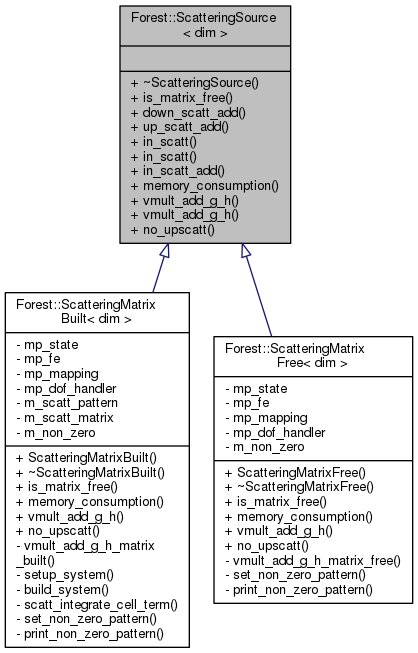 Forest::ScatteringSource
< dim >
+ ~ScatteringSource()
+ is_matrix_free()
+ down_scatt_add()
+ up_scatt_add()
+ in_scatt()
+ in_scatt()
+ in_scatt_add()
+ memory_consumption()
+ vmult_add_g_h()
+ vmult_add_g_h()
+ no_upscatt()
Forest::ScatteringMatrix
Built< dim >
- mp_state
- mp_fe
- mp_mapping
- mp_dof_handler
- m_scatt_pattern
- m_scatt_matrix
- m_non_zero
+ ScatteringMatrixBuilt()
+ ~ScatteringMatrixBuilt()
+ is_matrix_free()
+ memory_consumption()
+ vmult_add_g_h()
+ no_upscatt()
- vmult_add_g_h_matrix
_built()
- setup_system()
- build_system()
- scatt_integrate_cell_term()
- set_non_zero_pattern()
- print_non_zero_pattern()
Forest::ScatteringMatrix
Free< dim >
- mp_state
- mp_fe
- mp_mapping
- mp_dof_handler
- m_non_zero
+ ScatteringMatrixFree()
+ ~ScatteringMatrixFree()
+ is_matrix_free()
+ memory_consumption()
+ vmult_add_g_h()
+ no_upscatt()
- vmult_add_g_h_matrix_free()
- set_non_zero_pattern()
- print_non_zero_pattern()